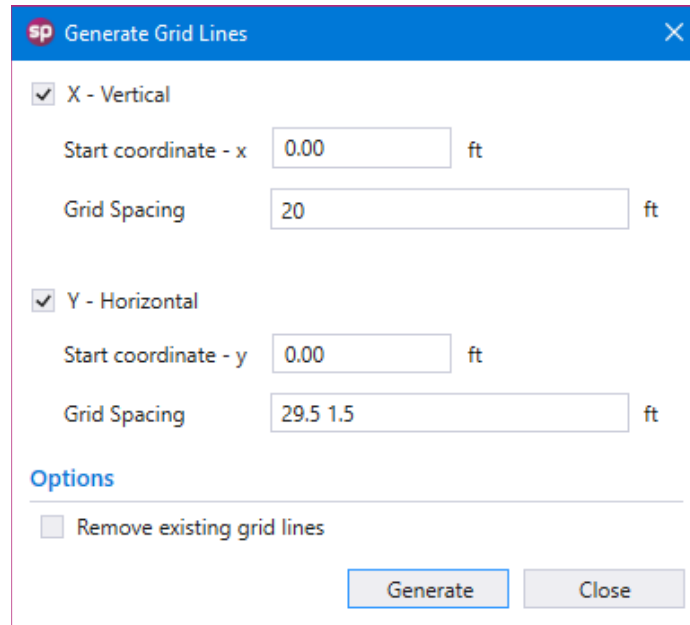 sp Generate Grid Lines
X - Vertical
Start coordinate - x 0.00 ft
Grid Spacing 20 ft
Y - Horizontal
Start coordinate - y 0.00 ft
Grid Spacing 29.5 1.5 ft
Options
Remove existing grid lines
Generate Close